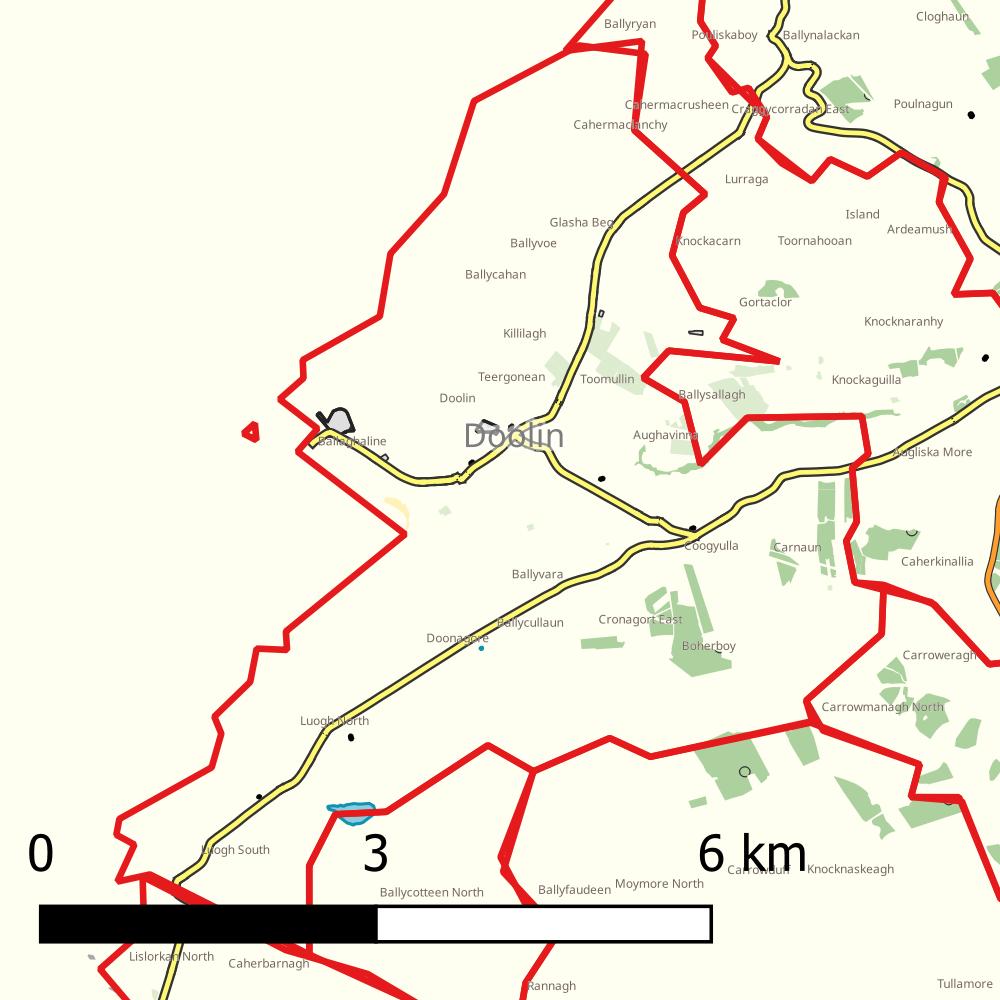 Cloghaun
Ballyryan
Pouliskaboy
Ballynalackan
Cahermacrusheen
Craggycorradan East
Poulnagun
Cahermaclanchy
Lurraga
Island
Glasha Beg
Ardeamush
Ballyvoe
Knockacarn
Toornahooan
Ballycahan
Gortaclor
Knocknaranhy
Killilagh
Teergonean
Toomullin
Knockaguilla
Doolin
Ballysallagh
Doolin
Aughavinna
Ballaghaline
Aughiska More
Coogyulla
Carnaun
Caherkinallia
Ballyvara
Ballycullaun
Cronagort East
Doonagore
Boherboy
Carroweragh
Luogh North
Carrowmanagh North
0
3
6 km
Luogh South
Carrowduff
Knocknaskeagh
Ballycotteen North
Ballyfaudeen
Moymore North
Lislorkan North
Caherbarnagh
Rannagh
Tullamore